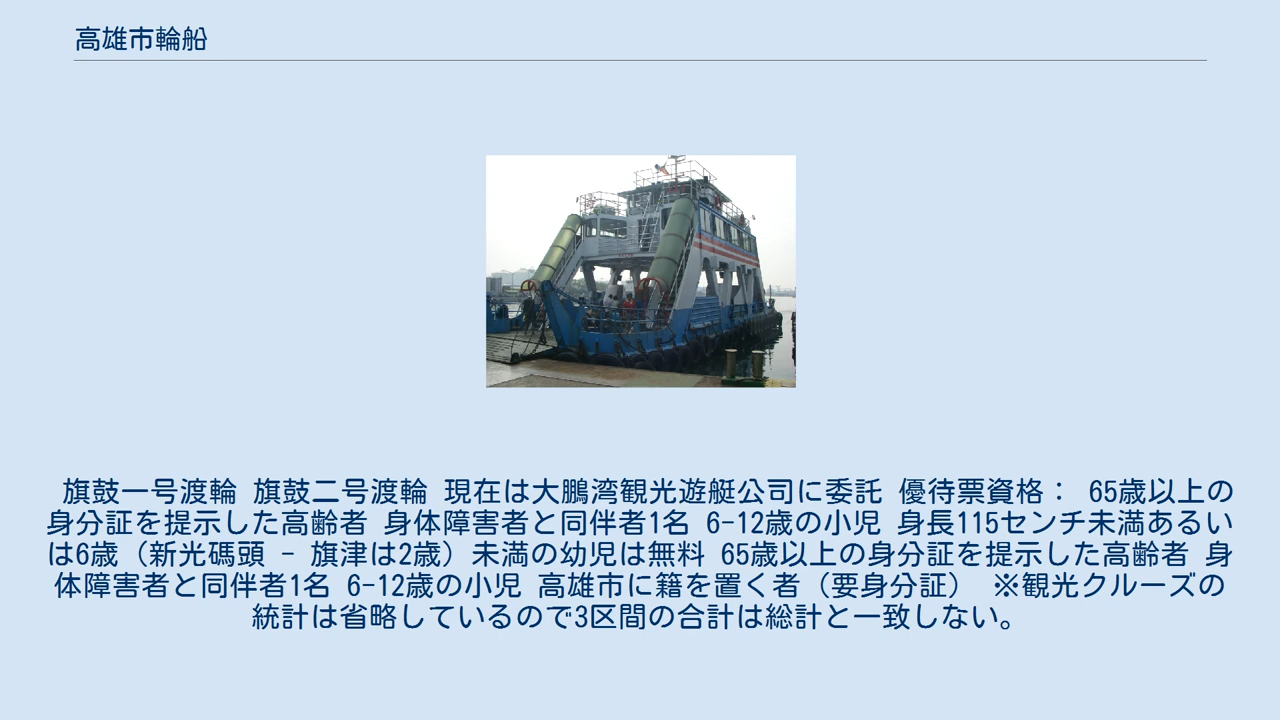 高雄市輪船
旗鼓一号渡輪 旗鼓二号渡輪 現在は大鵬湾観光遊艇公司に委託 優待票資格： 65歳以上の
身分証を提示した高齢者 身体障害者と同伴者1名 6-12歳の小児 身長115センチ未満あるい
は6歳（新光碼頭 - 旗津は2歳）未満の幼児は無料 65歳以上の身分証を提示した高齢者 身
体障害者と同伴者1名 6-12歳の小児 高雄市に籍を置く者（要身分証） ※観光クルーズの
統計は省略しているので3区間の合計は総計と一致しない。